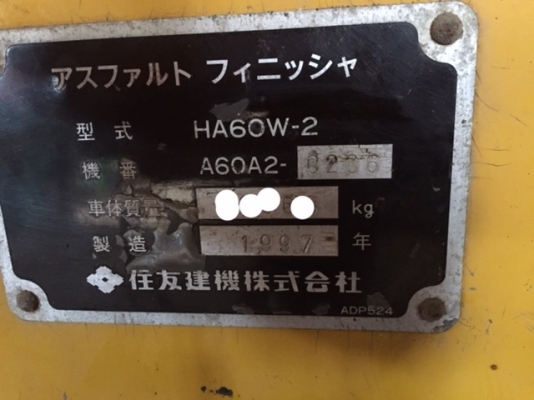 アスファルト フィニッシャ
型式 HA60W-2
機番 A60A2-0236
車体質量 kg
製造 1997 年
住友建機株式会社
ADP524